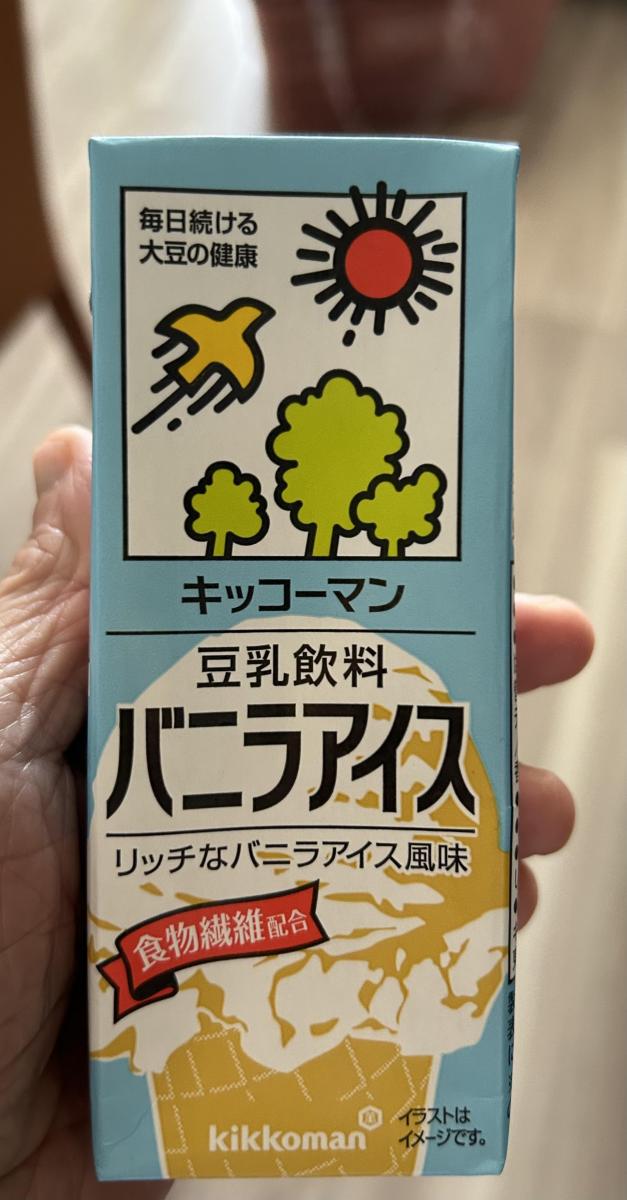 毎日続ける
大豆の健康
キッコーマン
豆乳飲料
バニラアイス
リッチなバニラアイス風味
食物繊維配合
kikkoman
イラストは
イメージです。